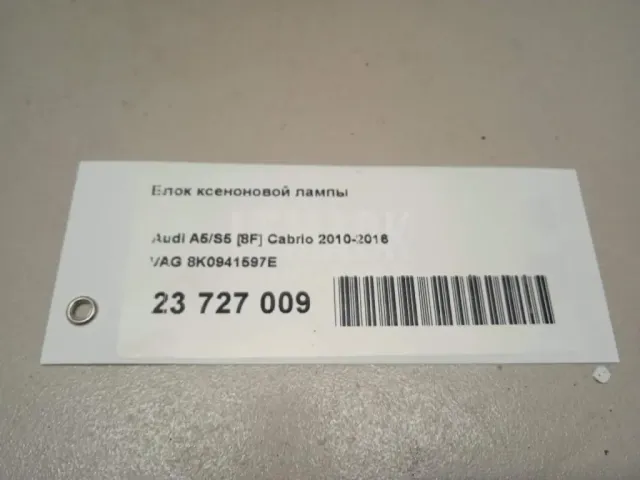 Блок ксеноновой лампы
Audi A5/S5 [8F] Cabrio 2010-2016
VAG 8K0941597E
23 727 009